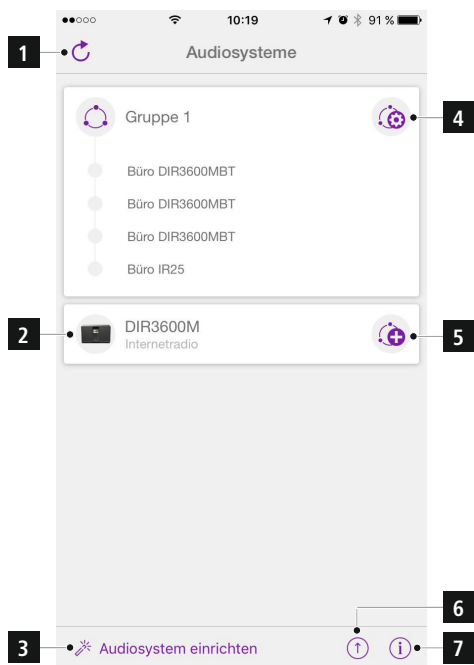 10:19
91 %
1
Audiosysteme
Gruppe 1
4
Büro DIR3600MBT
Büro DIR3600MBT
Büro DIR3600MBT
Büro IR25
2
DIR3600M
Internetradio
5
6
3
Audiosystem einrichten
i
7